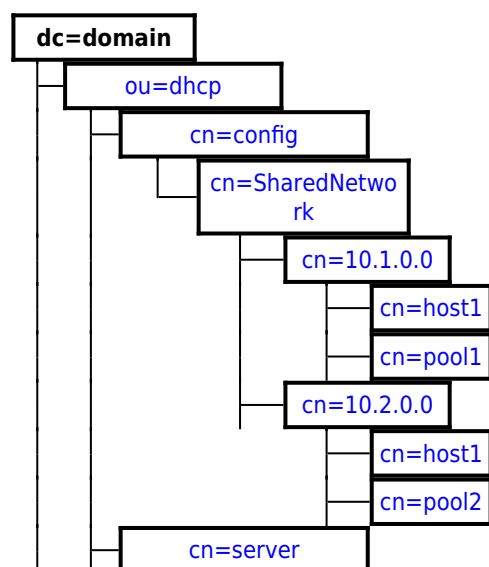 dc=domain
ou=dhcp
cn=config
cn=SharedNetwo
rk
cn=10.1.0.0
cn=host1
cn=pool1
cn=10.2.0.0
cn=host1
cn=pool2
cn=server